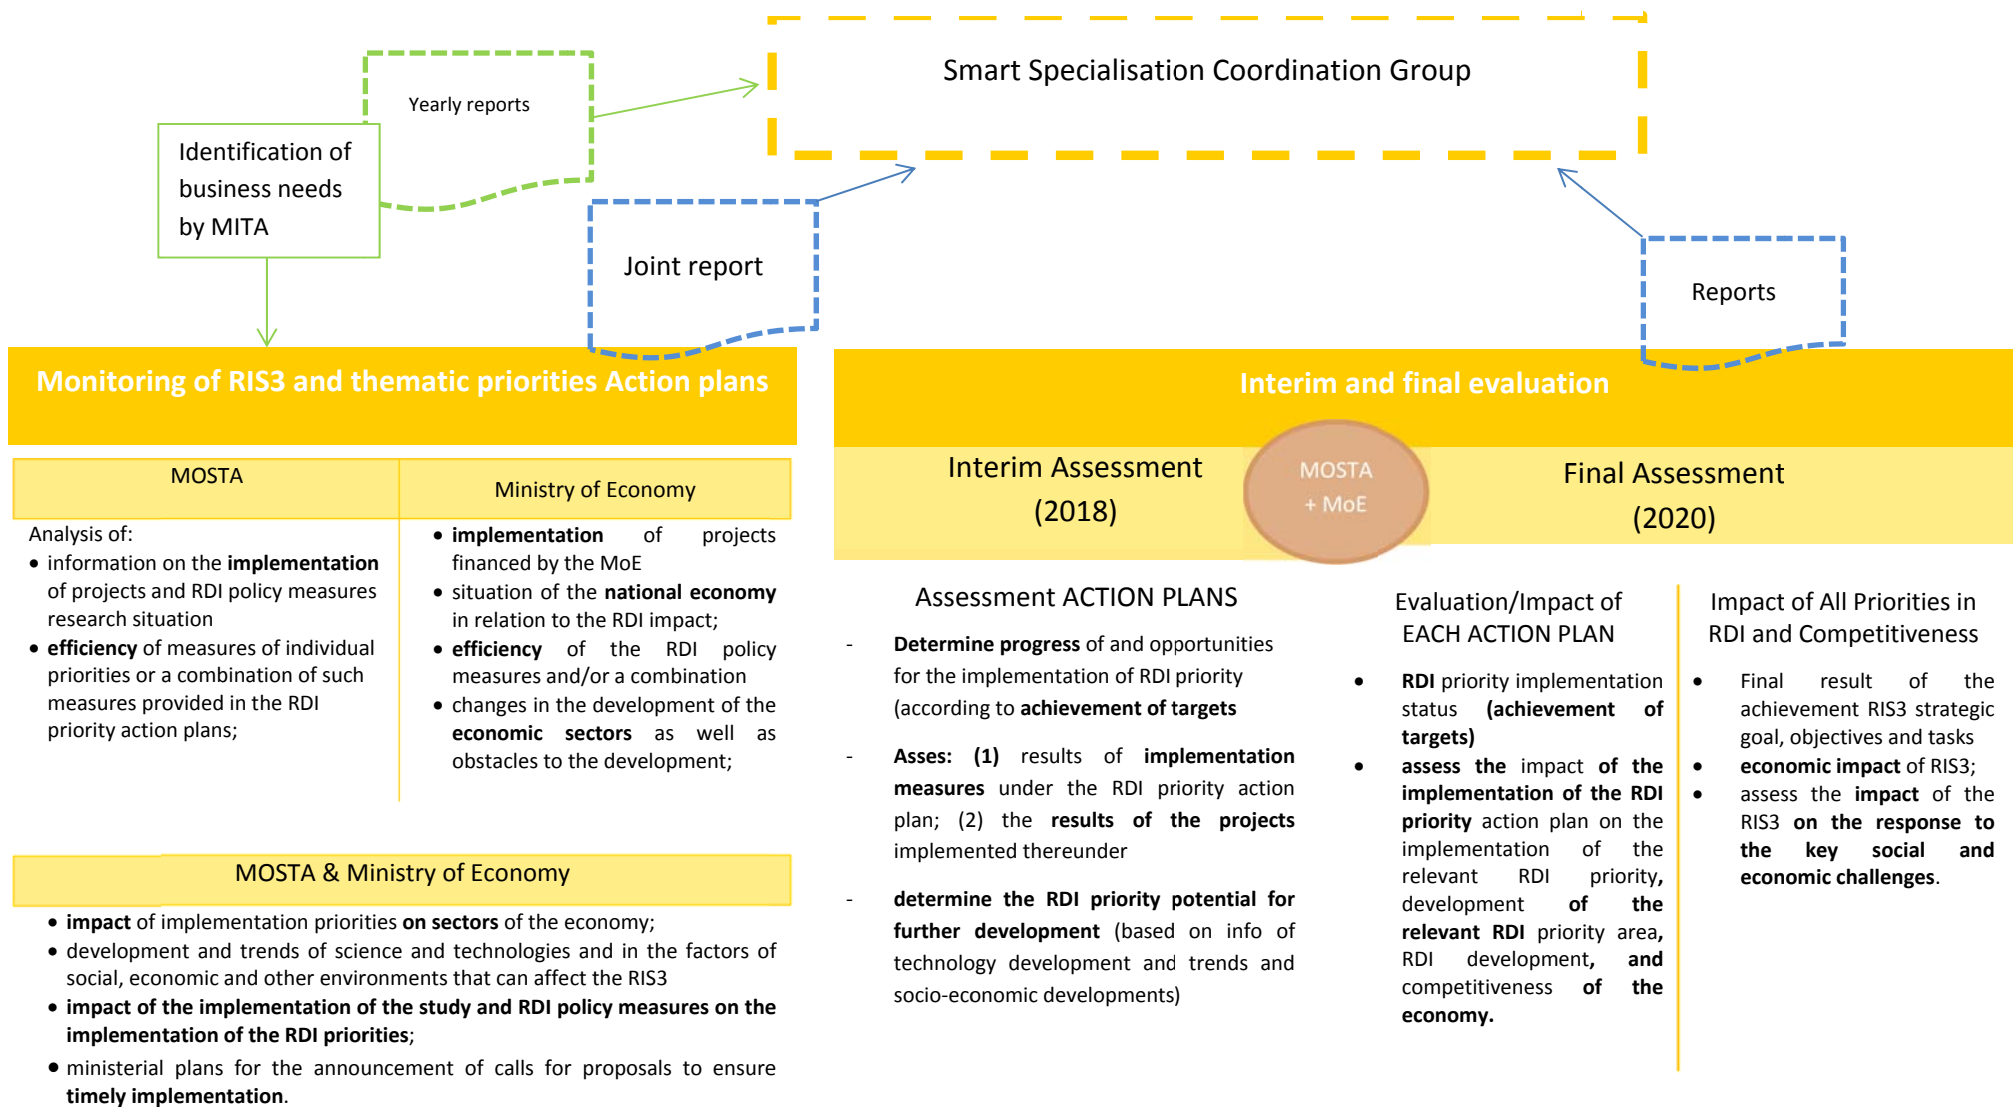 Smart Specialisation Coordination Group
Yearly reports
Identification of
business needs
by MITA
Joint report
Reports
Monitoring of RIS3 and thematic priorities Action plans
MOSTA
Ministry of Economy
Analysis of:
• information on the implementation
of projects and RDI policy measures
research situation
• efficiency of measures of individual
priorities or a combination of such
measures provided in the RDI
priority action plans;
• implementation of projects
financed by the MoE
• situation of the national economy
in relation to the RDI impact;
• efficiency of the RDI policy
measures and/or a combination
• changes in the development of the
economic sectors as well as
obstacles to the development;
MOSTA & Ministry of Economy
• impact of implementation priorities on sectors of the economy;
• development and trends of science and technologies and in the factors of
social, economic and other environments that can affect the RIS3
• impact of the implementation of the study and RDI policy measures on the
implementation of the RDI priorities;
• ministerial plans for the announcement of calls for proposals to ensure
timely implementation.
Interim and final evaluation
Interim Assessment
(2018)
MOSTA
+ MoE
Final Assessment
(2020)
Assessment ACTION PLANS
- Determine progress of and opportunities
for the implementation of RDI priority
(according to achievement of targets
- Asses: (1) results of implementation
measures under the RDI priority action
plan; (2) the results of the projects
implemented thereunder
- determine the RDI priority potential for
further development (based on info of
technology development and trends and
socio-economic developments)
Evaluation/Impact of
EACH ACTION PLAN
• RDI priority implementation
status (achievement of
targets)
• assess the impact of the
implementation of the RDI
priority action plan on the
implementation of the
relevant RDI priority,
development of the
relevant RDI priority area,
RDI development, and
competitiveness of the
economy.
Impact of All Priorities in
RDI and Competitiveness
• Final result of the
achievement RIS3 strategic
goal, objectives and tasks
• economic impact of RIS3;
• assess the impact of the
RIS3 on the response to
the key social and
economic challenges.